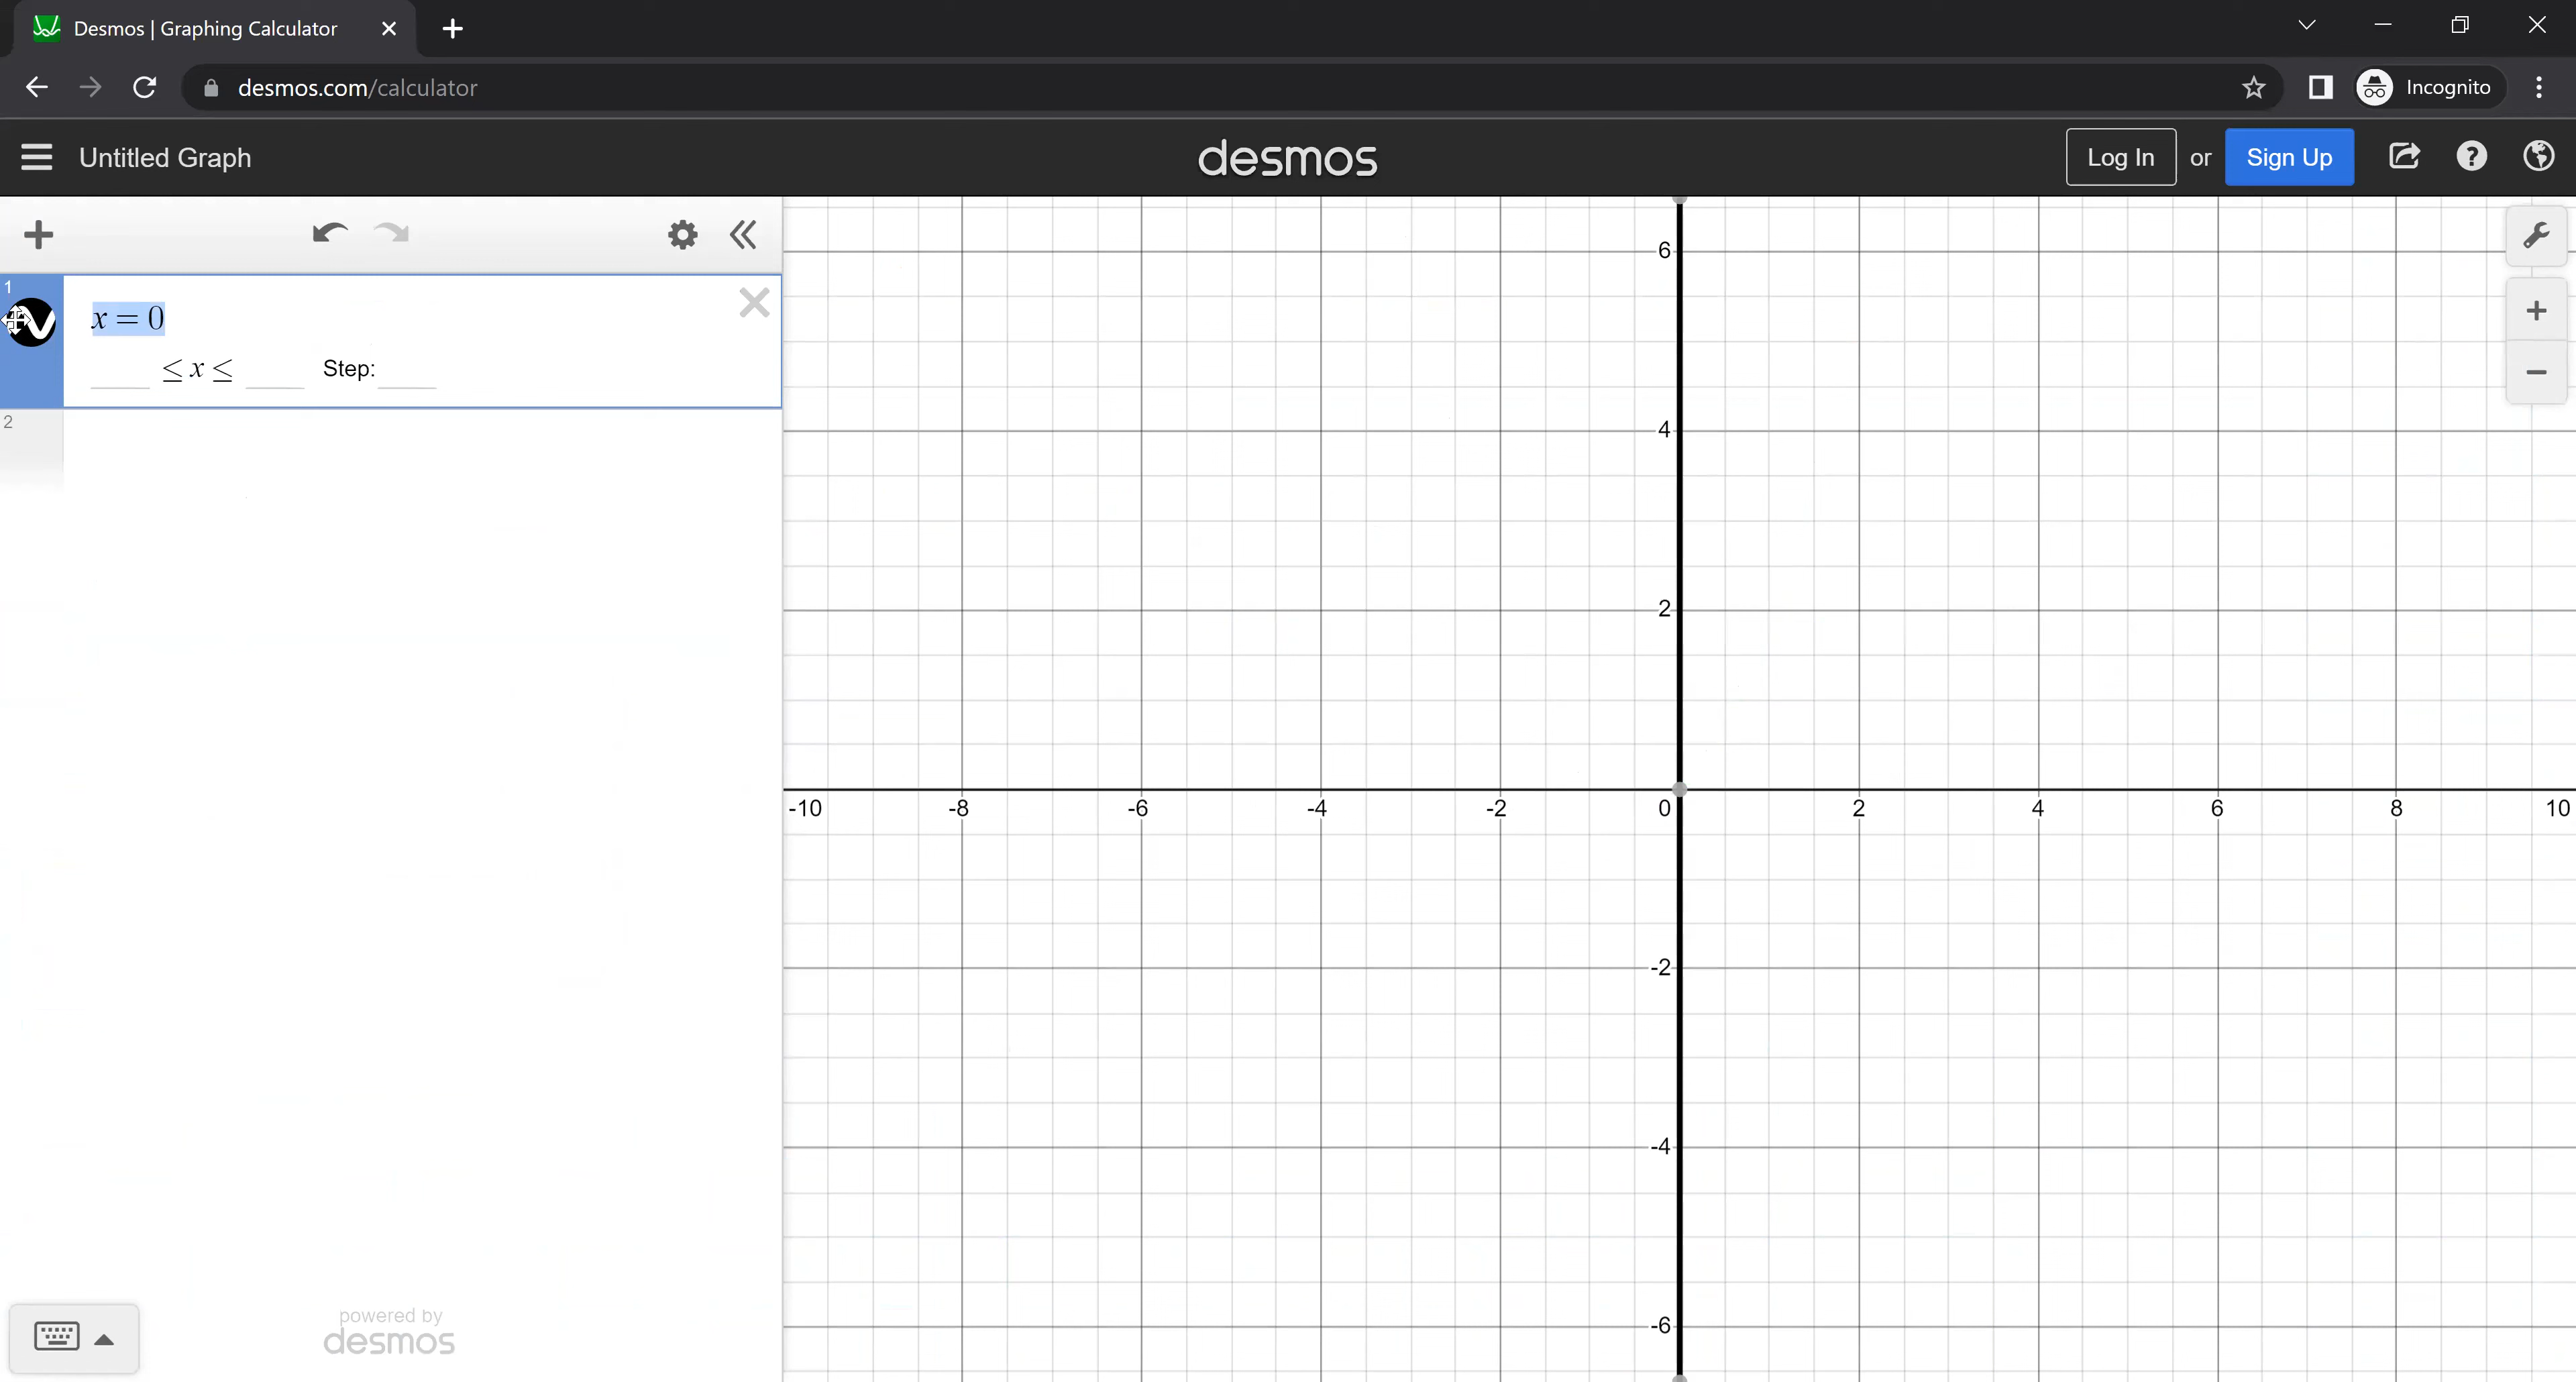 Desmos | Graphing Calculator
desmos.com/calculator
Incognito
Untitled Graph
desmos
Log In or Sign Up
1
x = 0
≤ x ≤ Step:
2
6
4
2
-10 -8 -6 -4 -2 0 2 4 6 8 10
-2
-4
-6
powered by
desmos